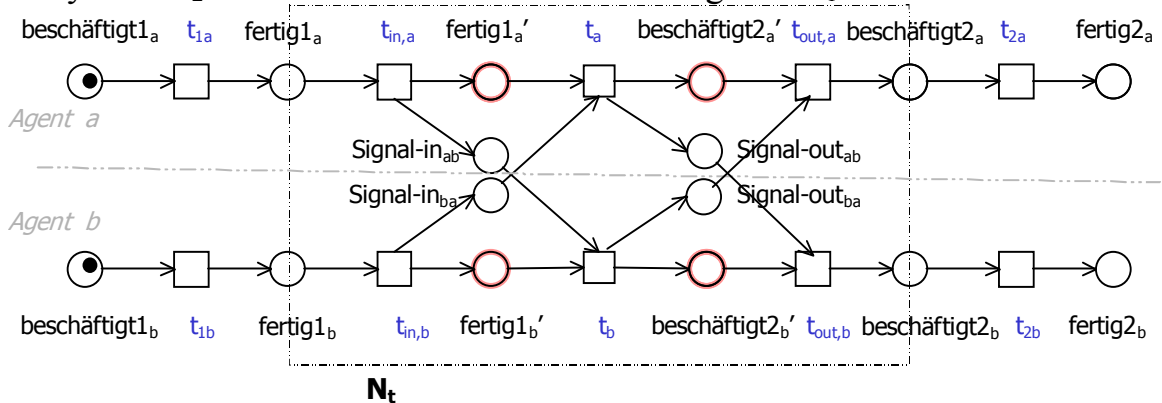 beschäftigt1a t1a fertig1a tin,a fertig1a′ ta beschäftigt2a′ tout,a beschäftigt2a t2a fertig2a
Agent a
Signal-inab Signal-outab
Signal-inba Signal-outba
Agent b
beschäftigt1b t1b fertig1b tin,b fertig1b′ tb beschäftigt2b′ tout,b beschäftigt2b t2b fertig2b
Nt